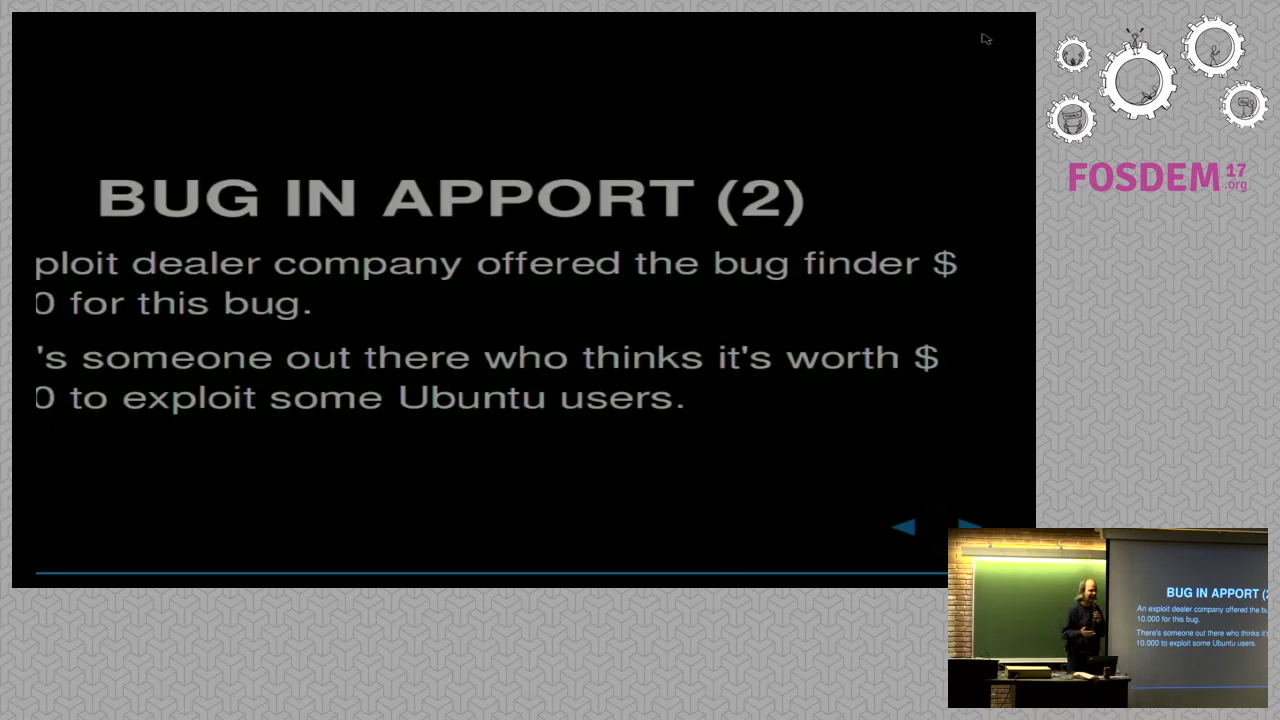 BUG IN APPORT (2)
ploit dealer company offered the bug finder $
0 for this bug.
's someone out there who thinks it's worth $
0 to exploit some Ubuntu users.
FOSDEM 17
.org
BUG IN APPORT (2
An exploit dealer company offered the bu
10.000 for this bug.
There's someone out there who thinks it'
10.000 to exploit some Ubuntu users.